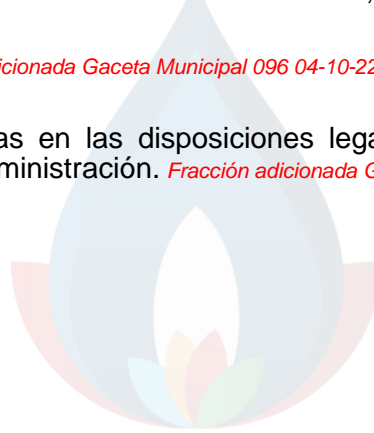 icionada Gaceta Municipal 096 04-10-22
as en las disposiciones lega
ministración. Fracción adicionada G